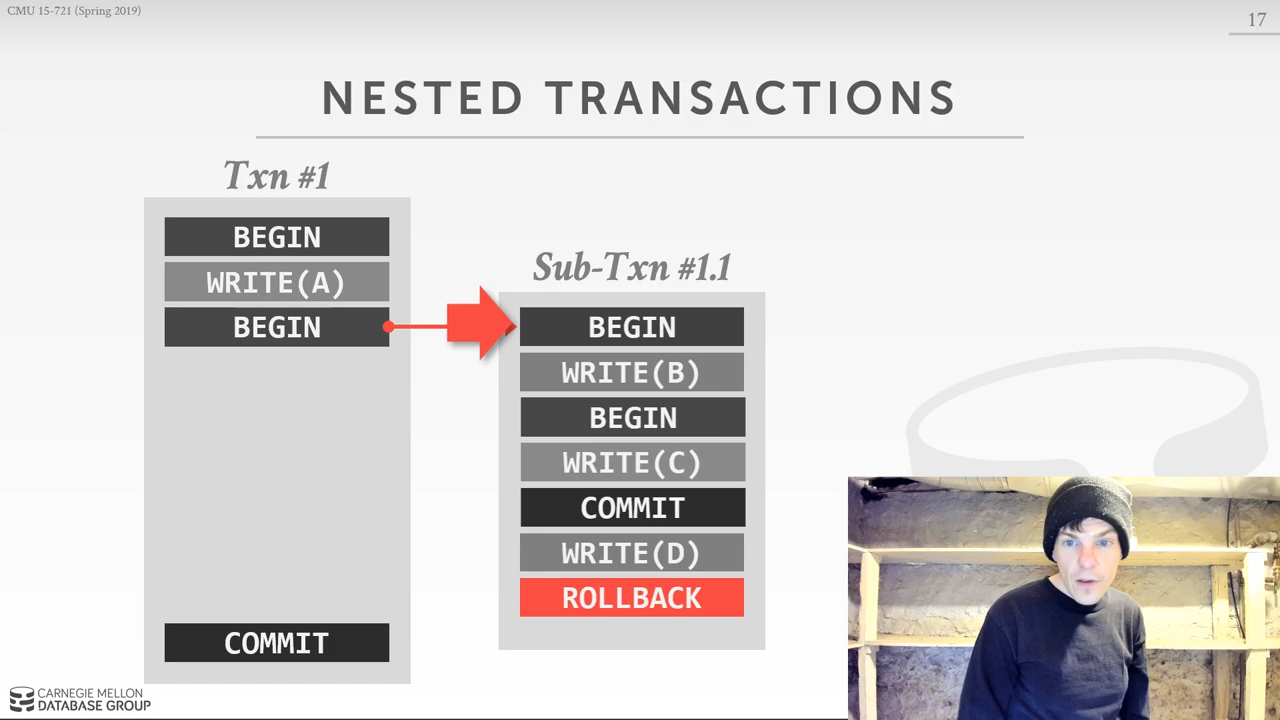 CMU 15-721 (Spring 2019)
17
NESTED TRANSACTIONS
Txn #1
BEGIN
WRITE(A)
BEGIN
COMMIT
Sub-Txn #1.1
BEGIN
WRITE(B)
BEGIN
WRITE(C)
COMMIT
WRITE(D)
ROLLBACK
CARNEGIE MELLON
DATABASE GROUP